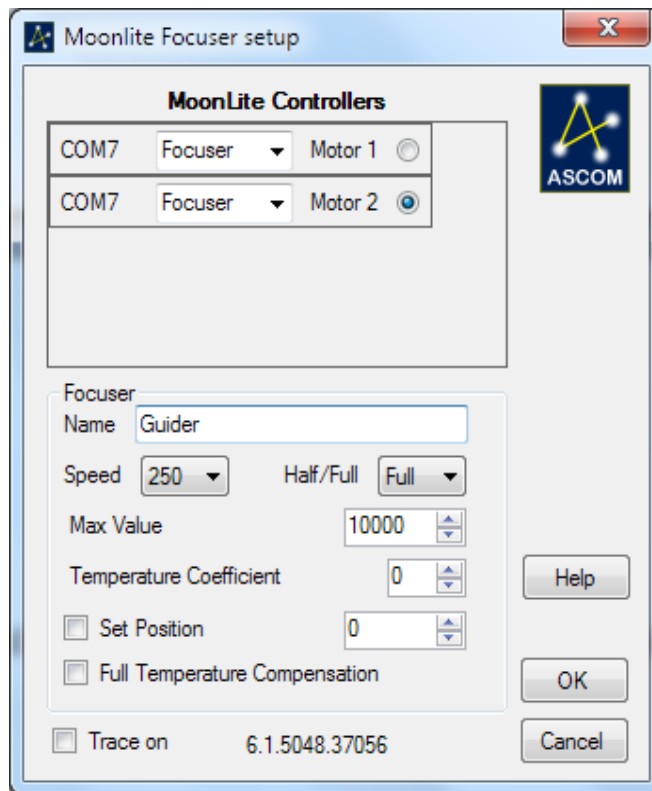 Moonlite Focuser setup
MoonLite Controllers
COM7 Focuser Motor 1
COM7 Focuser Motor 2
ASCOM
Focuser
Name Guider
Speed 250 Half/Full Full
Max Value 10000
Temperature Coefficient 0
Set Position 0
Full Temperature Compensation
Help
OK
Trace on 6.1.5048.37056
Cancel